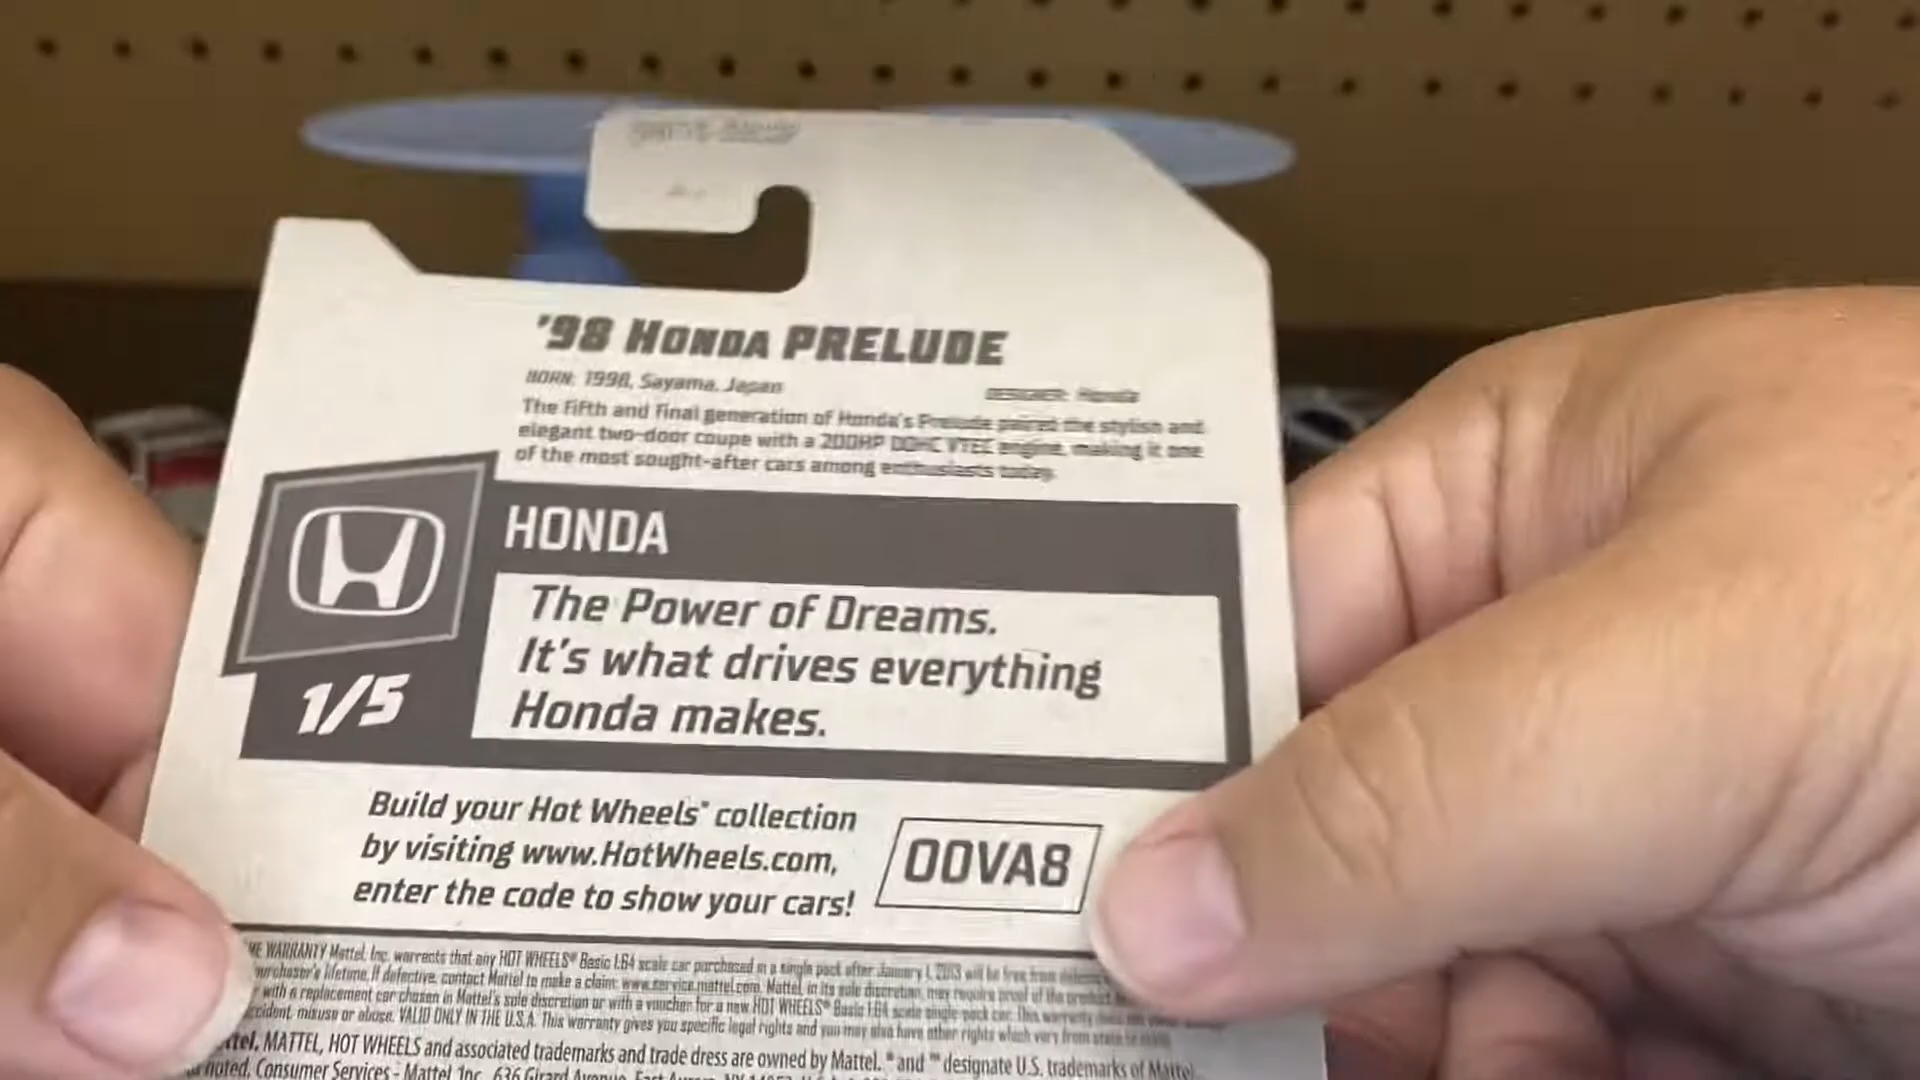 '98 HONDA PRELUDE
BORN: 1998, Sayama, Japan
DESIGNER: Honda
The fifth and final generation of Honda's Prelude paired the stylish and
elegant two-door coupe with a 200HP DOHC VTEC engine, making it one
of the most sought-after cars among enthusiasts today.
HONDA
The Power of Dreams.
It's what drives everything
Honda makes.
1/5
Build your Hot Wheels® collection
by visiting www.HotWheels.com,
enter the code to show your cars!
00VA8
WARRANTY Mattel, Inc. warrants that any HOT WHEELS® Basic 1:64 scale car purchased in a single pack after January 1, 2013 will be free from
purchaser's lifetime. If defective, contact Mattel to make a claim: www.service.mattel.com. Mattel, in its sole discretion, may require proof of the product
with a replacement car chosen in Mattel's sole discretion or with a voucher for a new HOT WHEELS® Basic 1:64 scale single-pack car. This warranty does not
misuse or abuse. VALID ONLY IN THE U.S.A. This warranty gives you specific legal rights and you may also have other rights which vary from state to state.
MATTEL, HOT WHEELS and associated trademarks and trade dress are owned by Mattel. ® and ™ designate U.S. trademarks of Mattel,
noted. Consumer Services - Mattel, Inc., 636 Girard Avenue, East Aurora, NY 14052,